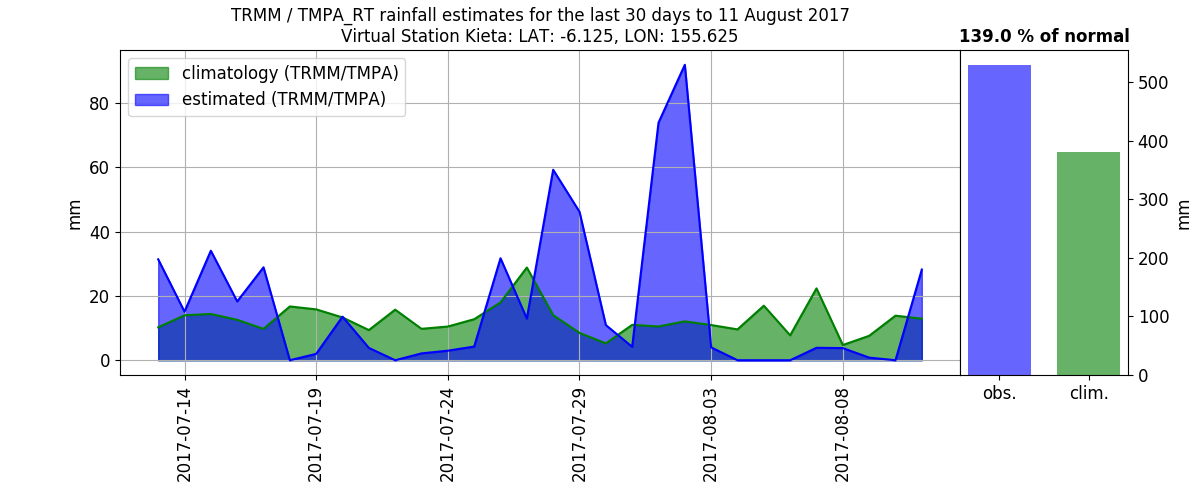 TRMM / TMPA_RT rainfall estimates for the last 30 days to 11 August 2017
Virtual Station Kieta: LAT: -6.125, LON: 155.625
139.0 % of normal
climatology (TRMM/TMPA)
estimated (TRMM/TMPA)
mm
80
60
40
20
0
2017-07-14
2017-07-19
2017-07-24
2017-07-29
2017-08-03
2017-08-08
500
400
300
200
100
0
mm
obs.
clim.